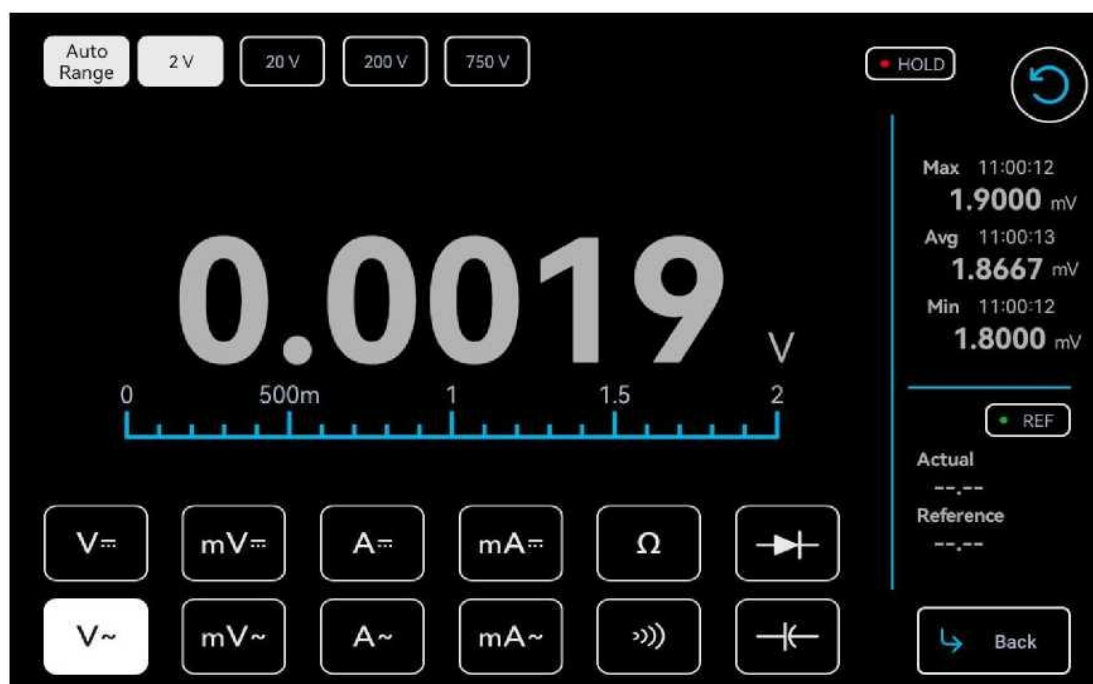 Auto
Range
2 V
20 V
200 V
750 V
HOLD
Max 11:00:12
1.9000 mV
Avg 11:00:13
1.8667 mV
Min 11:00:12
1.8000 mV
0.0019 V
0 500m 1 1.5 2
REF
Actual
--.--
Reference
--.--
V⎓ mV⎓ A⎓ mA⎓ Ω
V~ mV~ A~ mA~
Back